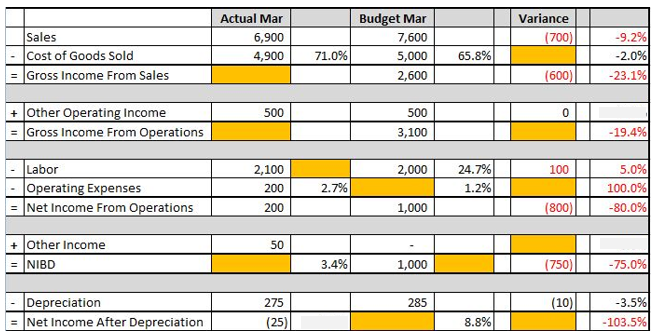 Actual Mar Budget Mar Variance
Sales 6,900 7,600 (700) -9.2%
- Cost of Goods Sold 4,900 71.0% 5,000 65.8% -2.0%
= Gross Income From Sales 2,600 (600) -23.1%
+ Other Operating Income 500 500 0
= Gross Income From Operations 3,100 -19.4%
- Labor 2,100 2,000 24.7% 100 5.0%
- Operating Expenses 200 2.7% 1.2% 100.0%
= Net Income From Operations 200 1,000 (800) -80.0%
+ Other Income 50 -
= NIBD 3.4% 1,000 (750) -75.0%
- Depreciation 275 285 (10) -3.5%
= Net Income After Depreciation (25) 8.8% -103.5%